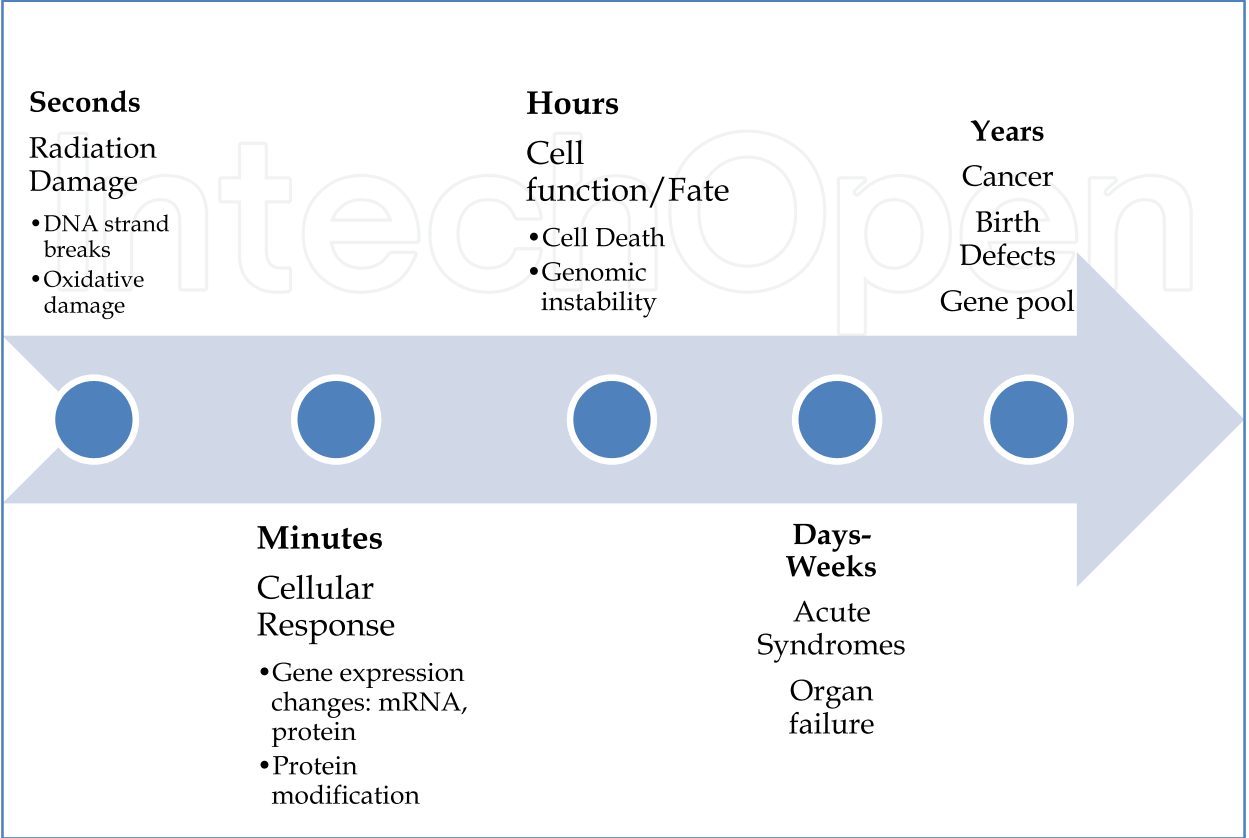 Seconds
Radiation
Damage
•DNA strand
breaks
•Oxidative
damage
Minutes
Cellular
Response
•Gene expression
changes: mRNA,
protein
•Protein
modification
Hours
Cell
function/Fate
•Cell Death
•Genomic
instability
Days-
Weeks
Acute
Syndromes
Organ
failure
Years
Cancer
Birth
Defects
Gene pool
IntechOpen